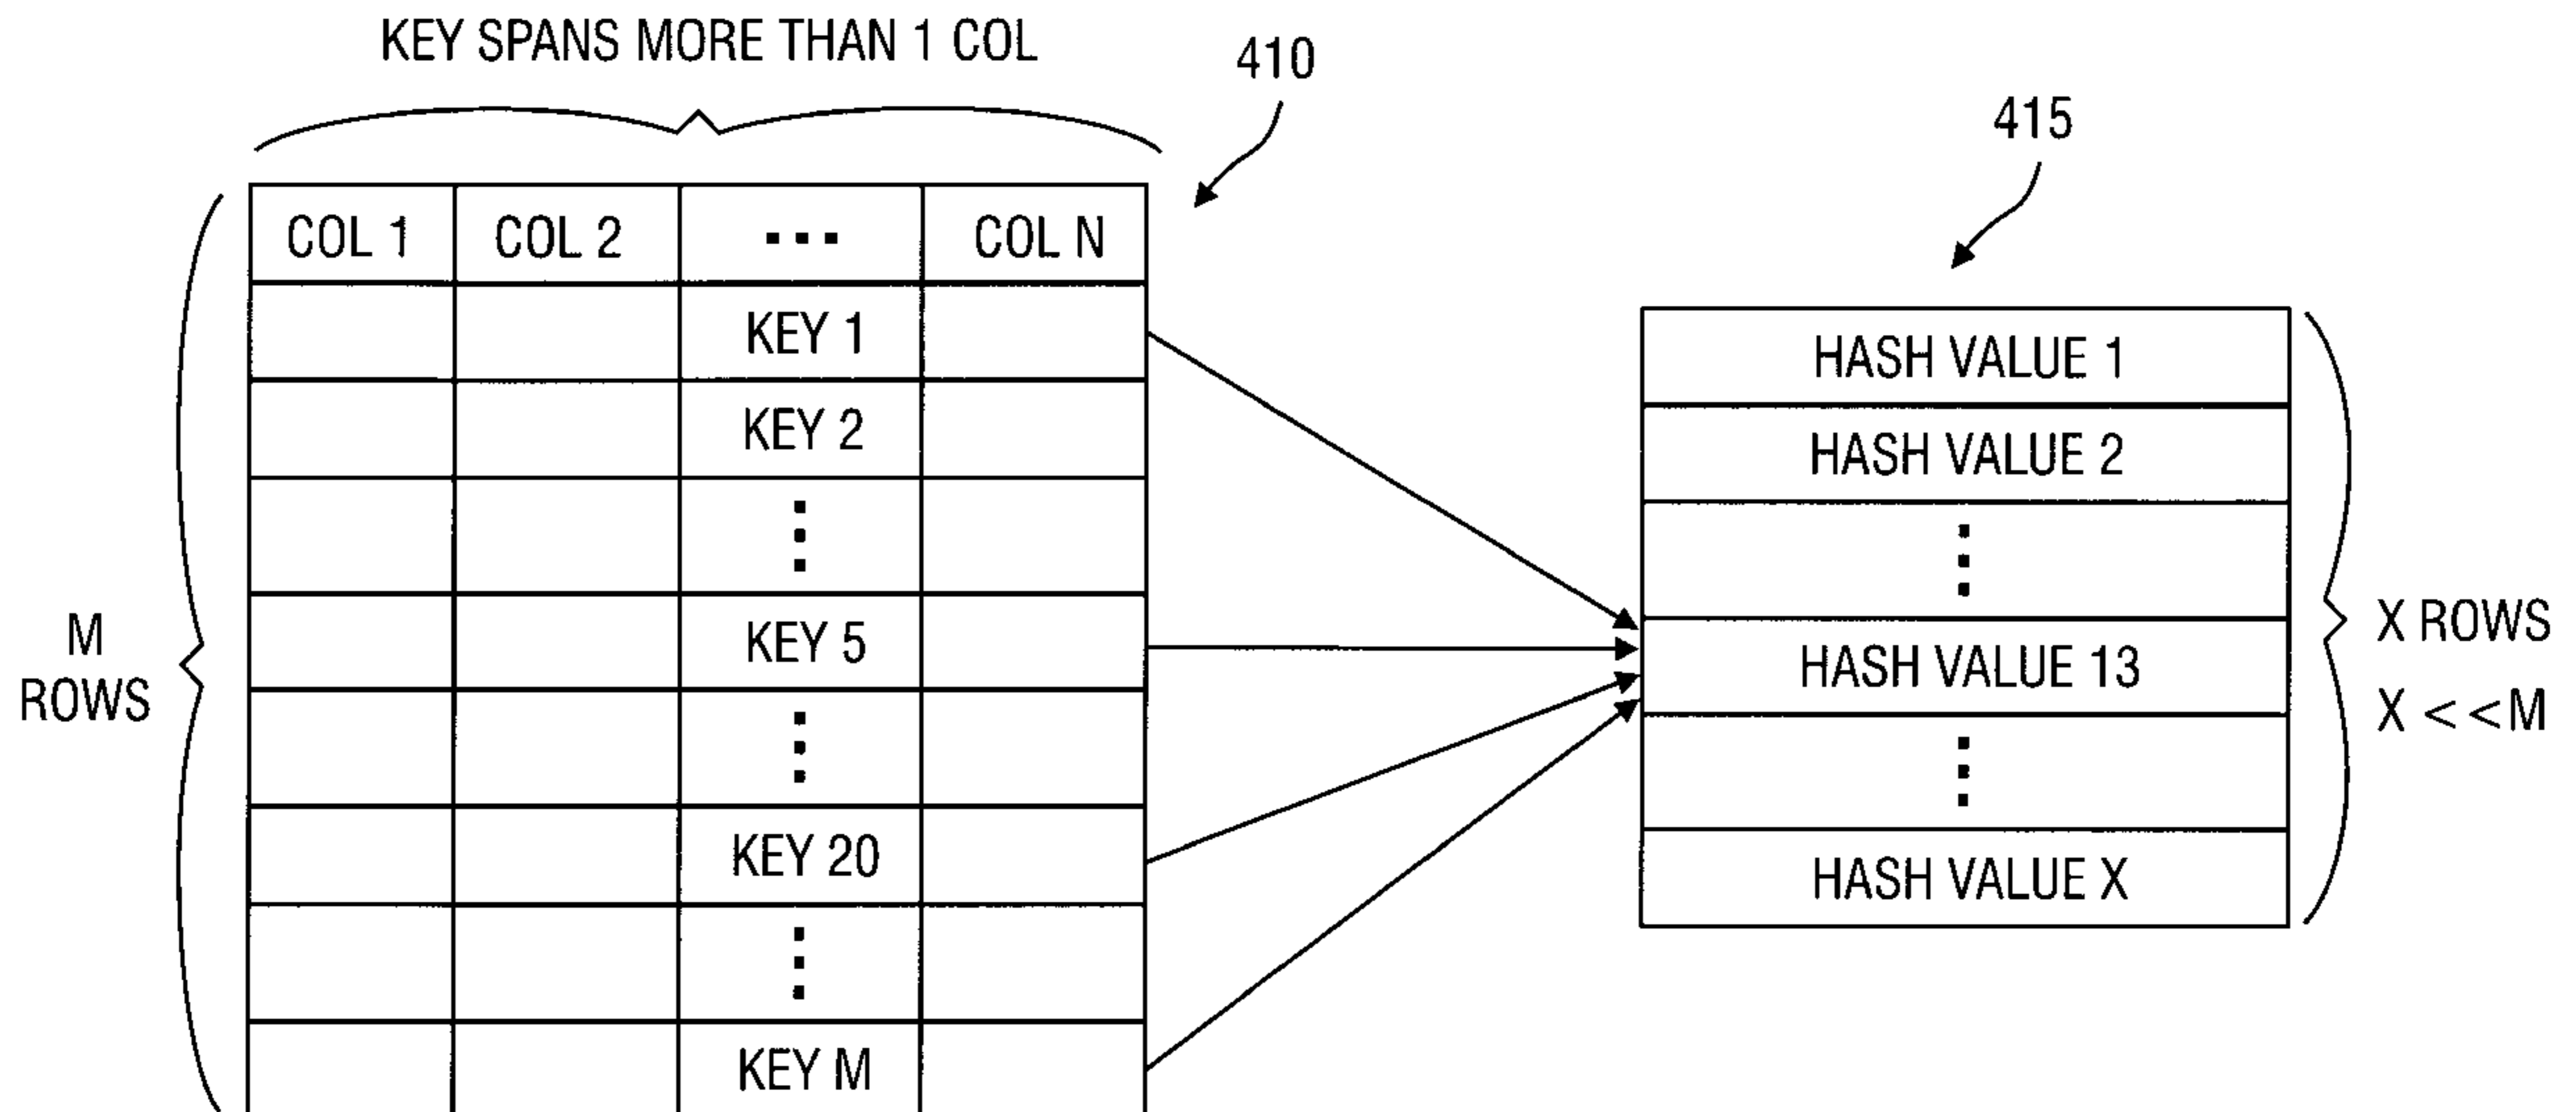 KEY SPANS MORE THAN 1 COL
410
415
COL 1 COL 2 ... COL N
KEY 1
KEY 2
KEY 5
KEY 20
KEY M
M
ROWS
HASH VALUE 1
HASH VALUE 2
HASH VALUE 13
HASH VALUE X
X ROWS
X < <M